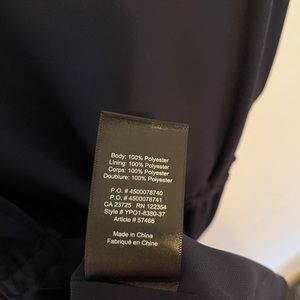 Body: 100% Polyester
Lining: 100% Polyester
Corps: 100% Polyester
Doublure: 100% Polyester
P.O. # 4500078740
P.O. # 4500078741
CA 23725 RN 122354
Style # YPO1-8380-37
Article # 57466
Made in China
Fabriqué en Chine